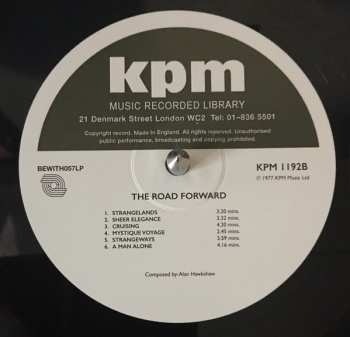 kpm
MUSIC RECORDED LIBRARY
21 Denmark Street London WC2 Tel: 01-836 5501
Copyright record. Made in England. All rights reserved. Unauthorised
public performance, broadcasting and copying prohibited.
BEWITH057LP
KPM 1192B
℗ 1977 KPM Music Ltd
THE ROAD FORWARD
1. STRANGELANDS 3.30 mins.
2. SHEER ELEGANCE 3.32 mins.
3. CRUISING 4.30 mins.
4. MYSTIQUE VOYAGE 3.45 mins.
5. STRANGEWAYS 3.59 mins.
6. A MAN ALONE 4.16 mins.
Composed by Alan Hawkshaw